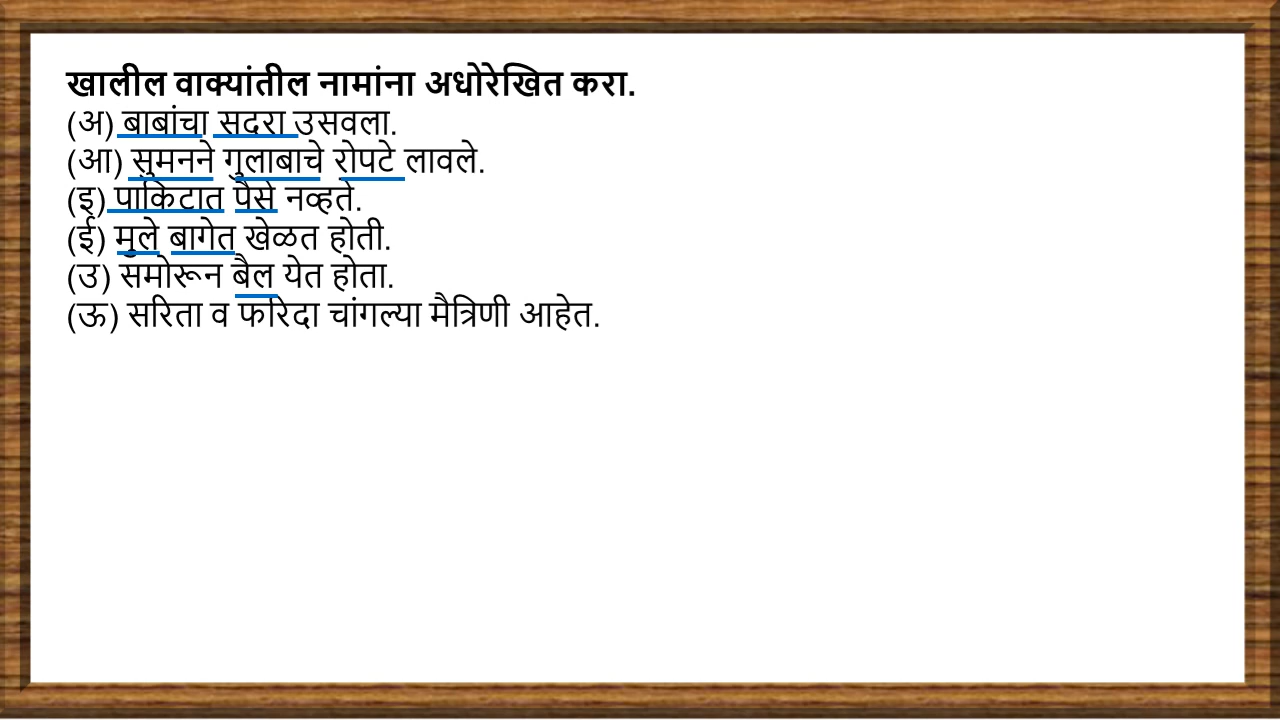 खालील वाक्यांतील नामांना अधोरेखित करा.
(अ) बाबांचा सदरा उसवला.
(आ) सुमनने गुलाबाचे रोपटे लावले.
(इ) पाकिटात पैसे नव्हते.
(ई) मुले बागेत खेळत होती.
(उ) समोरून बैल येत होता.
(ऊ) सरिता व फरिदा चांगल्या मैत्रिणी आहेत.